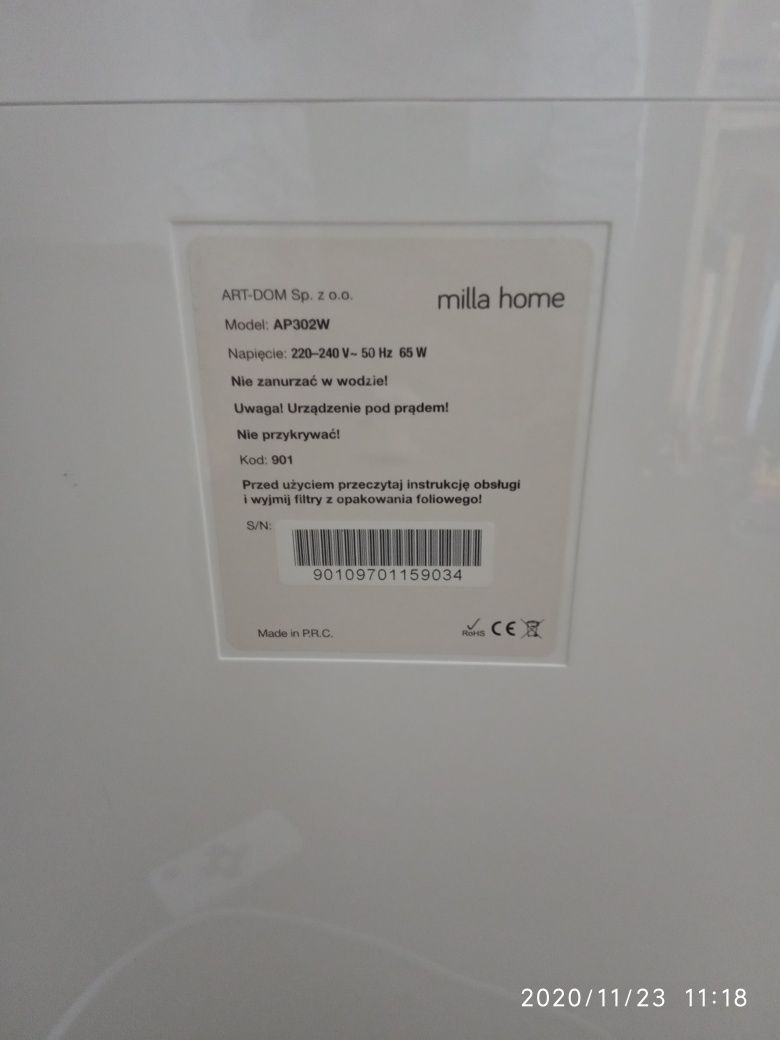 ART-DOM Sp. z o.o.
milla home
Model: AP302W
Napięcie: 220–240 V~ 50 Hz 65 W
Nie zanurzać w wodzie!
Uwaga! Urządzenie pod prądem!
Nie przykrywać!
Kod: 901
Przed użyciem przeczytaj instrukcję obsługi
i wyjmij filtry z opakowania foliowego!
S/N:
90109701159034
Made in P.R.C.
RoHS CE
2020/11/23 11:18